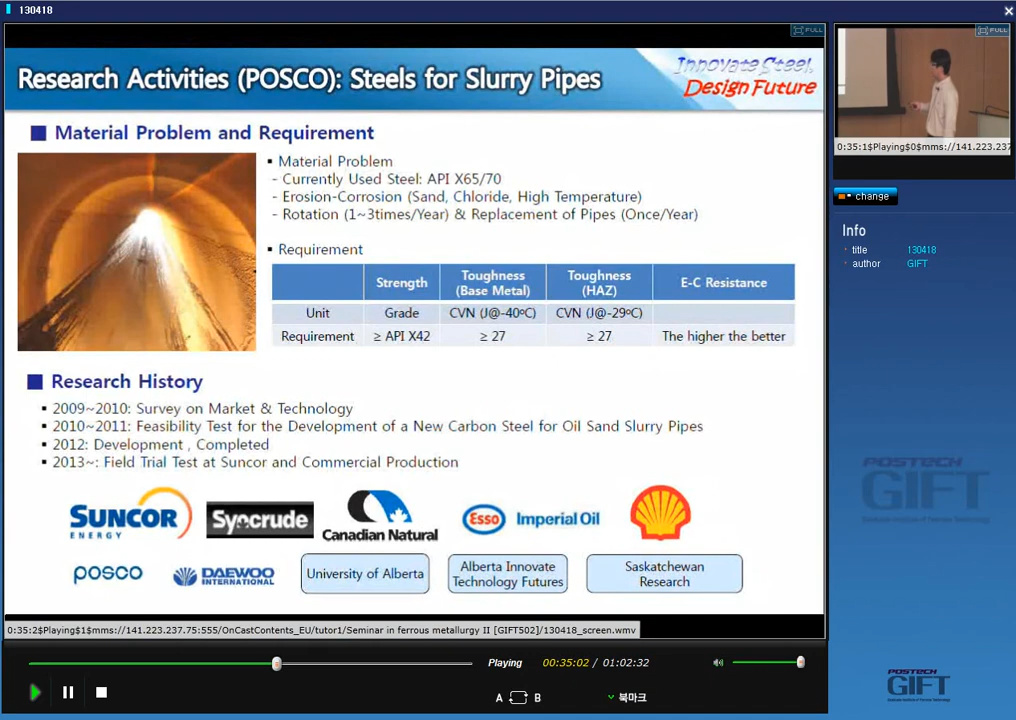 130418
FULL
Research Activities (POSCO): Steels for Slurry Pipes
Innovate Steel,
Design Future
■ Material Problem and Requirement
▪ Material Problem
- Currently Used Steel: API X65/70
- Erosion-Corrosion (Sand, Chloride, High Temperature)
- Rotation (1~3times/Year) & Replacement of Pipes (Once/Year)
▪ Requirement
Strength Toughness (Base Metal) Toughness (HAZ) E-C Resistance
Unit Grade CVN (J@-40ºC) CVN (J@-29ºC)
Requirement ≥ API X42 ≥ 27 ≥ 27 The higher the better
■ Research History
▪ 2009~2010: Survey on Market & Technology
▪ 2010~2011: Feasibility Test for the Development of a New Carbon Steel for Oil Sand Slurry Pipes
▪ 2012: Development , Completed
▪ 2013~: Field Trial Test at Suncor and Commercial Production
SUNCOR
ENERGY
Syncrude
Canadian Natural
Esso Imperial Oil
posco
DAEWOO
INTERNATIONAL
University of Alberta
Alberta Innovate
Technology Futures
Saskatchewan
Research
0:35:2$Playing$1$mms://141.223.237.75:555/OnCastContents_EU/tutor1/Seminar in ferrous metallurgy II [GIFT502]/130418_screen.wmv
Playing 00:35:02 / 01:02:32
A B 북마크
FULL
0:35:1$Playing$0$mms://141.223.237
change
Info
title 130418
author GIFT
POSTECH
GIFT
Graduate Institute of Ferrous Technology
POSTECH
GIFT